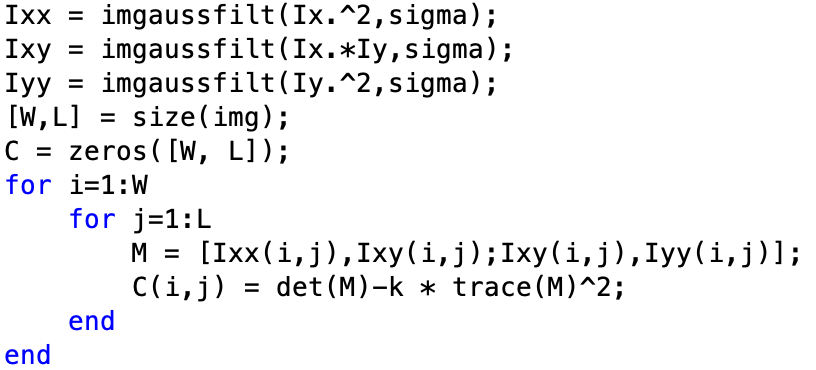 Ixx = imgaussfilt(Ix.^2,sigma);
Ixy = imgaussfilt(Ix.*Iy,sigma);
Iyy = imgaussfilt(Iy.^2,sigma);
[W,L] = size(img);
C = zeros([W, L]);
for i=1:W
    for j=1:L
        M = [Ixx(i,j),Ixy(i,j);Ixy(i,j),Iyy(i,j)];
        C(i,j) = det(M)-k * trace(M)^2;
    end
end